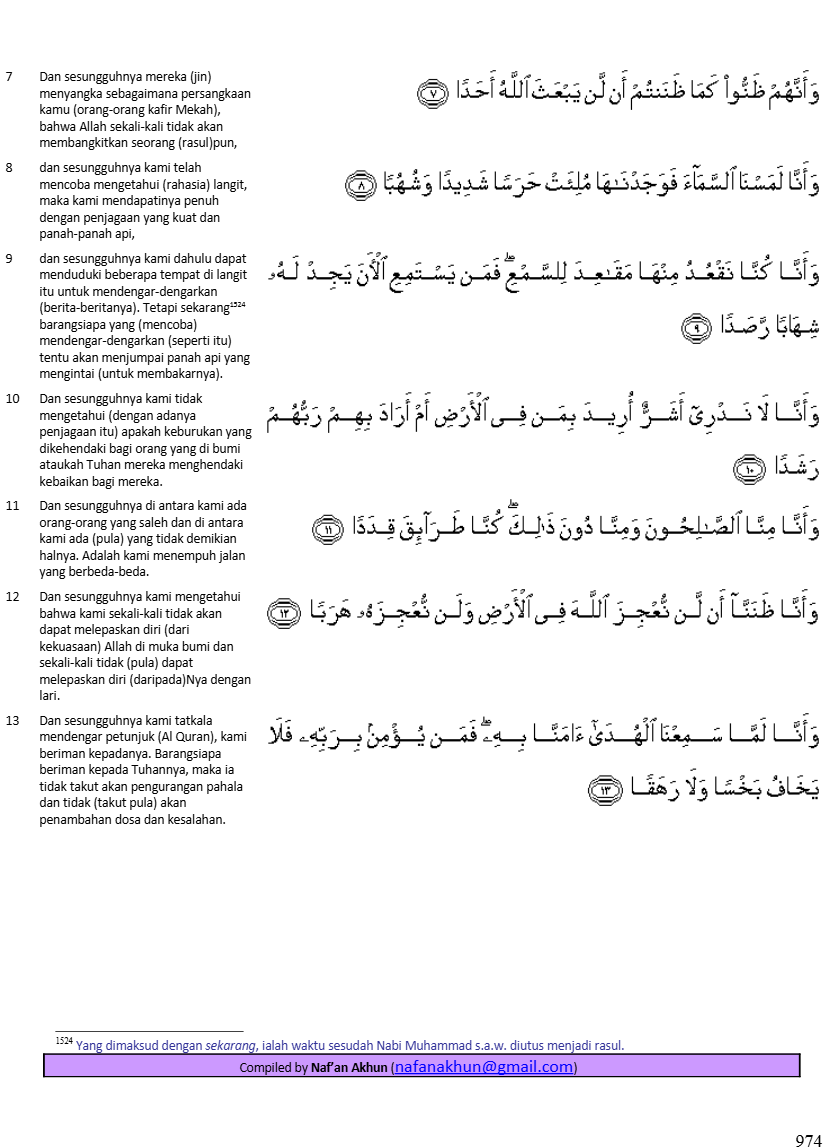 7 Dan sesungguhnya mereka (jin)
menyangka sebagaimana persangkaan
kamu (orang-orang kafir Mekah),
bahwa Allah sekali-kali tidak akan
membangkitkan seorang (rasul)pun,
وَأَنَّهُمْ ظَنُّوا۟ كَمَا ظَنَنتُمْ أَن لَّن يَبْعَثَ ٱللَّهُ أَحَدًا ﴿٧﴾
8 dan sesungguhnya kami telah
mencoba mengetahui (rahasia) langit,
maka kami mendapatinya penuh
dengan penjagaan yang kuat dan
panah-panah api,
وَأَنَّا لَمَسْنَا ٱلسَّمَآءَ فَوَجَدْنَـٰهَا مُلِئَتْ حَرَسًا شَدِيدًا وَشُهُبًا ﴿٨﴾
9 dan sesungguhnya kami dahulu dapat
menduduki beberapa tempat di langit
itu untuk mendengar-dengarkan
(berita-beritanya). Tetapi sekarang¹⁵²⁴
barangsiapa yang (mencoba)
mendengar-dengarkan (seperti itu)
tentu akan menjumpai panah api yang
mengintai (untuk membakarnya).
وَأَنَّا كُنَّا نَقْعُدُ مِنْهَا مَقَـٰعِدَ لِلسَّمْعِ ۖ فَمَن يَسْتَمِعِ ٱلْأَنَ يَجِدْ لَهُۥ
شِهَابًا رَّصَدًا ﴿٩﴾
10 Dan sesungguhnya kami tidak
mengetahui (dengan adanya
penjagaan itu) apakah keburukan yang
dikehendaki bagi orang yang di bumi
ataukah Tuhan mereka menghendaki
kebaikan bagi mereka.
وَأَنَّا لَا نَدْرِىٓ أَشَرٌّ أُرِيدَ بِمَن فِى ٱلْأَرْضِ أَمْ أَرَادَ بِهِمْ رَبُّهُمْ
رَشَدًا ﴿١٠﴾
11 Dan sesungguhnya di antara kami ada
orang-orang yang saleh dan di antara
kami ada (pula) yang tidak demikian
halnya. Adalah kami menempuh jalan
yang berbeda-beda.
وَأَنَّا مِنَّا ٱلصَّـٰلِحُونَ وَمِنَّا دُونَ ذَٰلِكَ ۖ كُنَّا طَرَآئِقَ قِدَدًا ﴿١١﴾
12 Dan sesungguhnya kami mengetahui
bahwa kami sekali-kali tidak akan
dapat melepaskan diri (dari
kekuasaan) Allah di muka bumi dan
sekali-kali tidak (pula) dapat
melepaskan diri (daripada)Nya dengan
lari.
وَأَنَّا ظَنَنَّآ أَن لَّن نُّعْجِزَ ٱللَّهَ فِى ٱلْأَرْضِ وَلَن نُّعْجِزَهُۥ هَرَبًا ﴿١٢﴾
13 Dan sesungguhnya kami tatkala
mendengar petunjuk (Al Quran), kami
beriman kepadanya. Barangsiapa
beriman kepada Tuhannya, maka ia
tidak takut akan pengurangan pahala
dan tidak (takut pula) akan
penambahan dosa dan kesalahan.
وَأَنَّا لَمَّا سَمِعْنَا ٱلْهُدَىٰٓ ءَامَنَّا بِهِۦ ۖ فَمَن يُؤْمِنۢ بِرَبِّهِۦ فَلَا
يَخَافُ بَخْسًا وَلَا رَهَقًا ﴿١٣﴾
1524 Yang dimaksud dengan sekarang, ialah waktu sesudah Nabi Muhammad s.a.w. diutus menjadi rasul.
Compiled by Naf’an Akhun (nafanakhun@gmail.com)
974